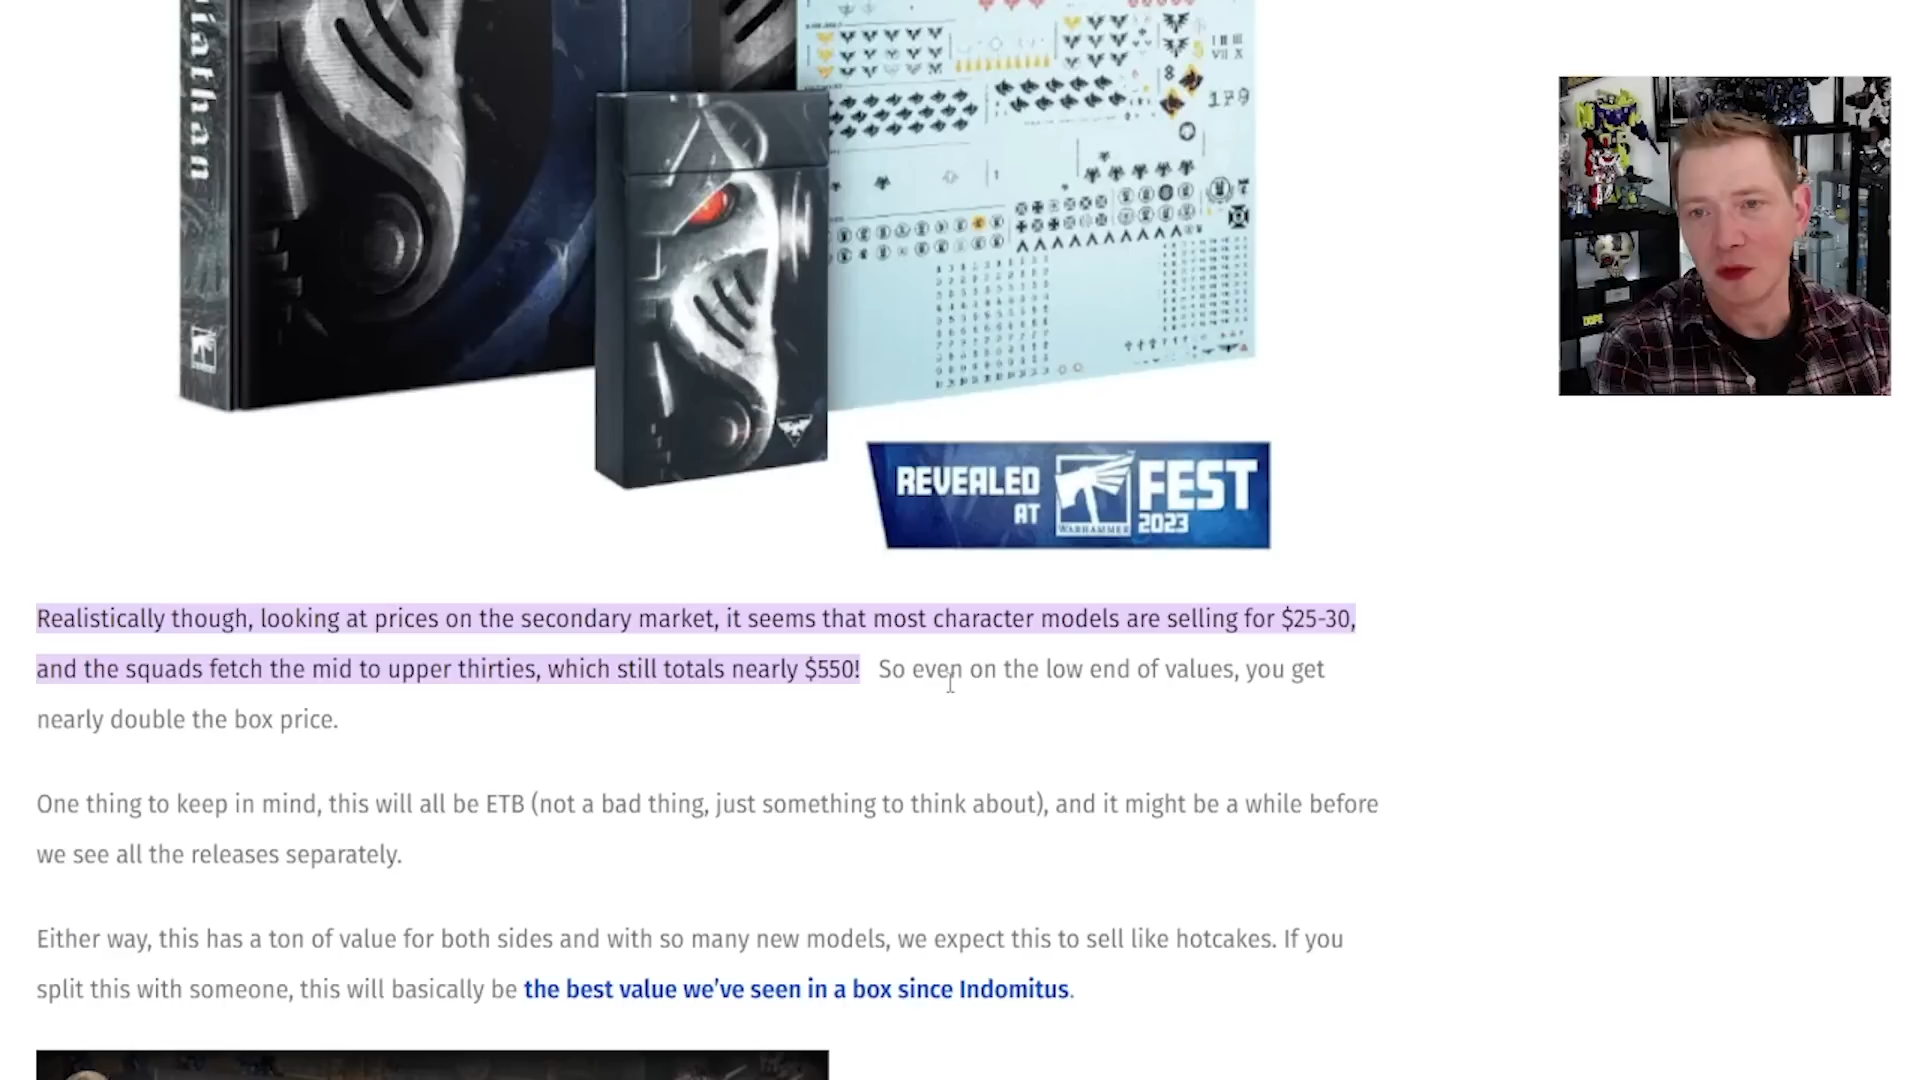 iathan
179
REVEALED
AT
WARHAMMER
FEST
2023
Realistically though, looking at prices on the secondary market, it seems that most character models are selling for $25-30,
and the squads fetch the mid to upper thirties, which still totals nearly $550! So even on the low end of values, you get
nearly double the box price.
One thing to keep in mind, this will all be ETB (not a bad thing, just something to think about), and it might be a while before
we see all the releases separately.
Either way, this has a ton of value for both sides and with so many new models, we expect this to sell like hotcakes. If you
split this with someone, this will basically be the best value we've seen in a box since Indomitus.